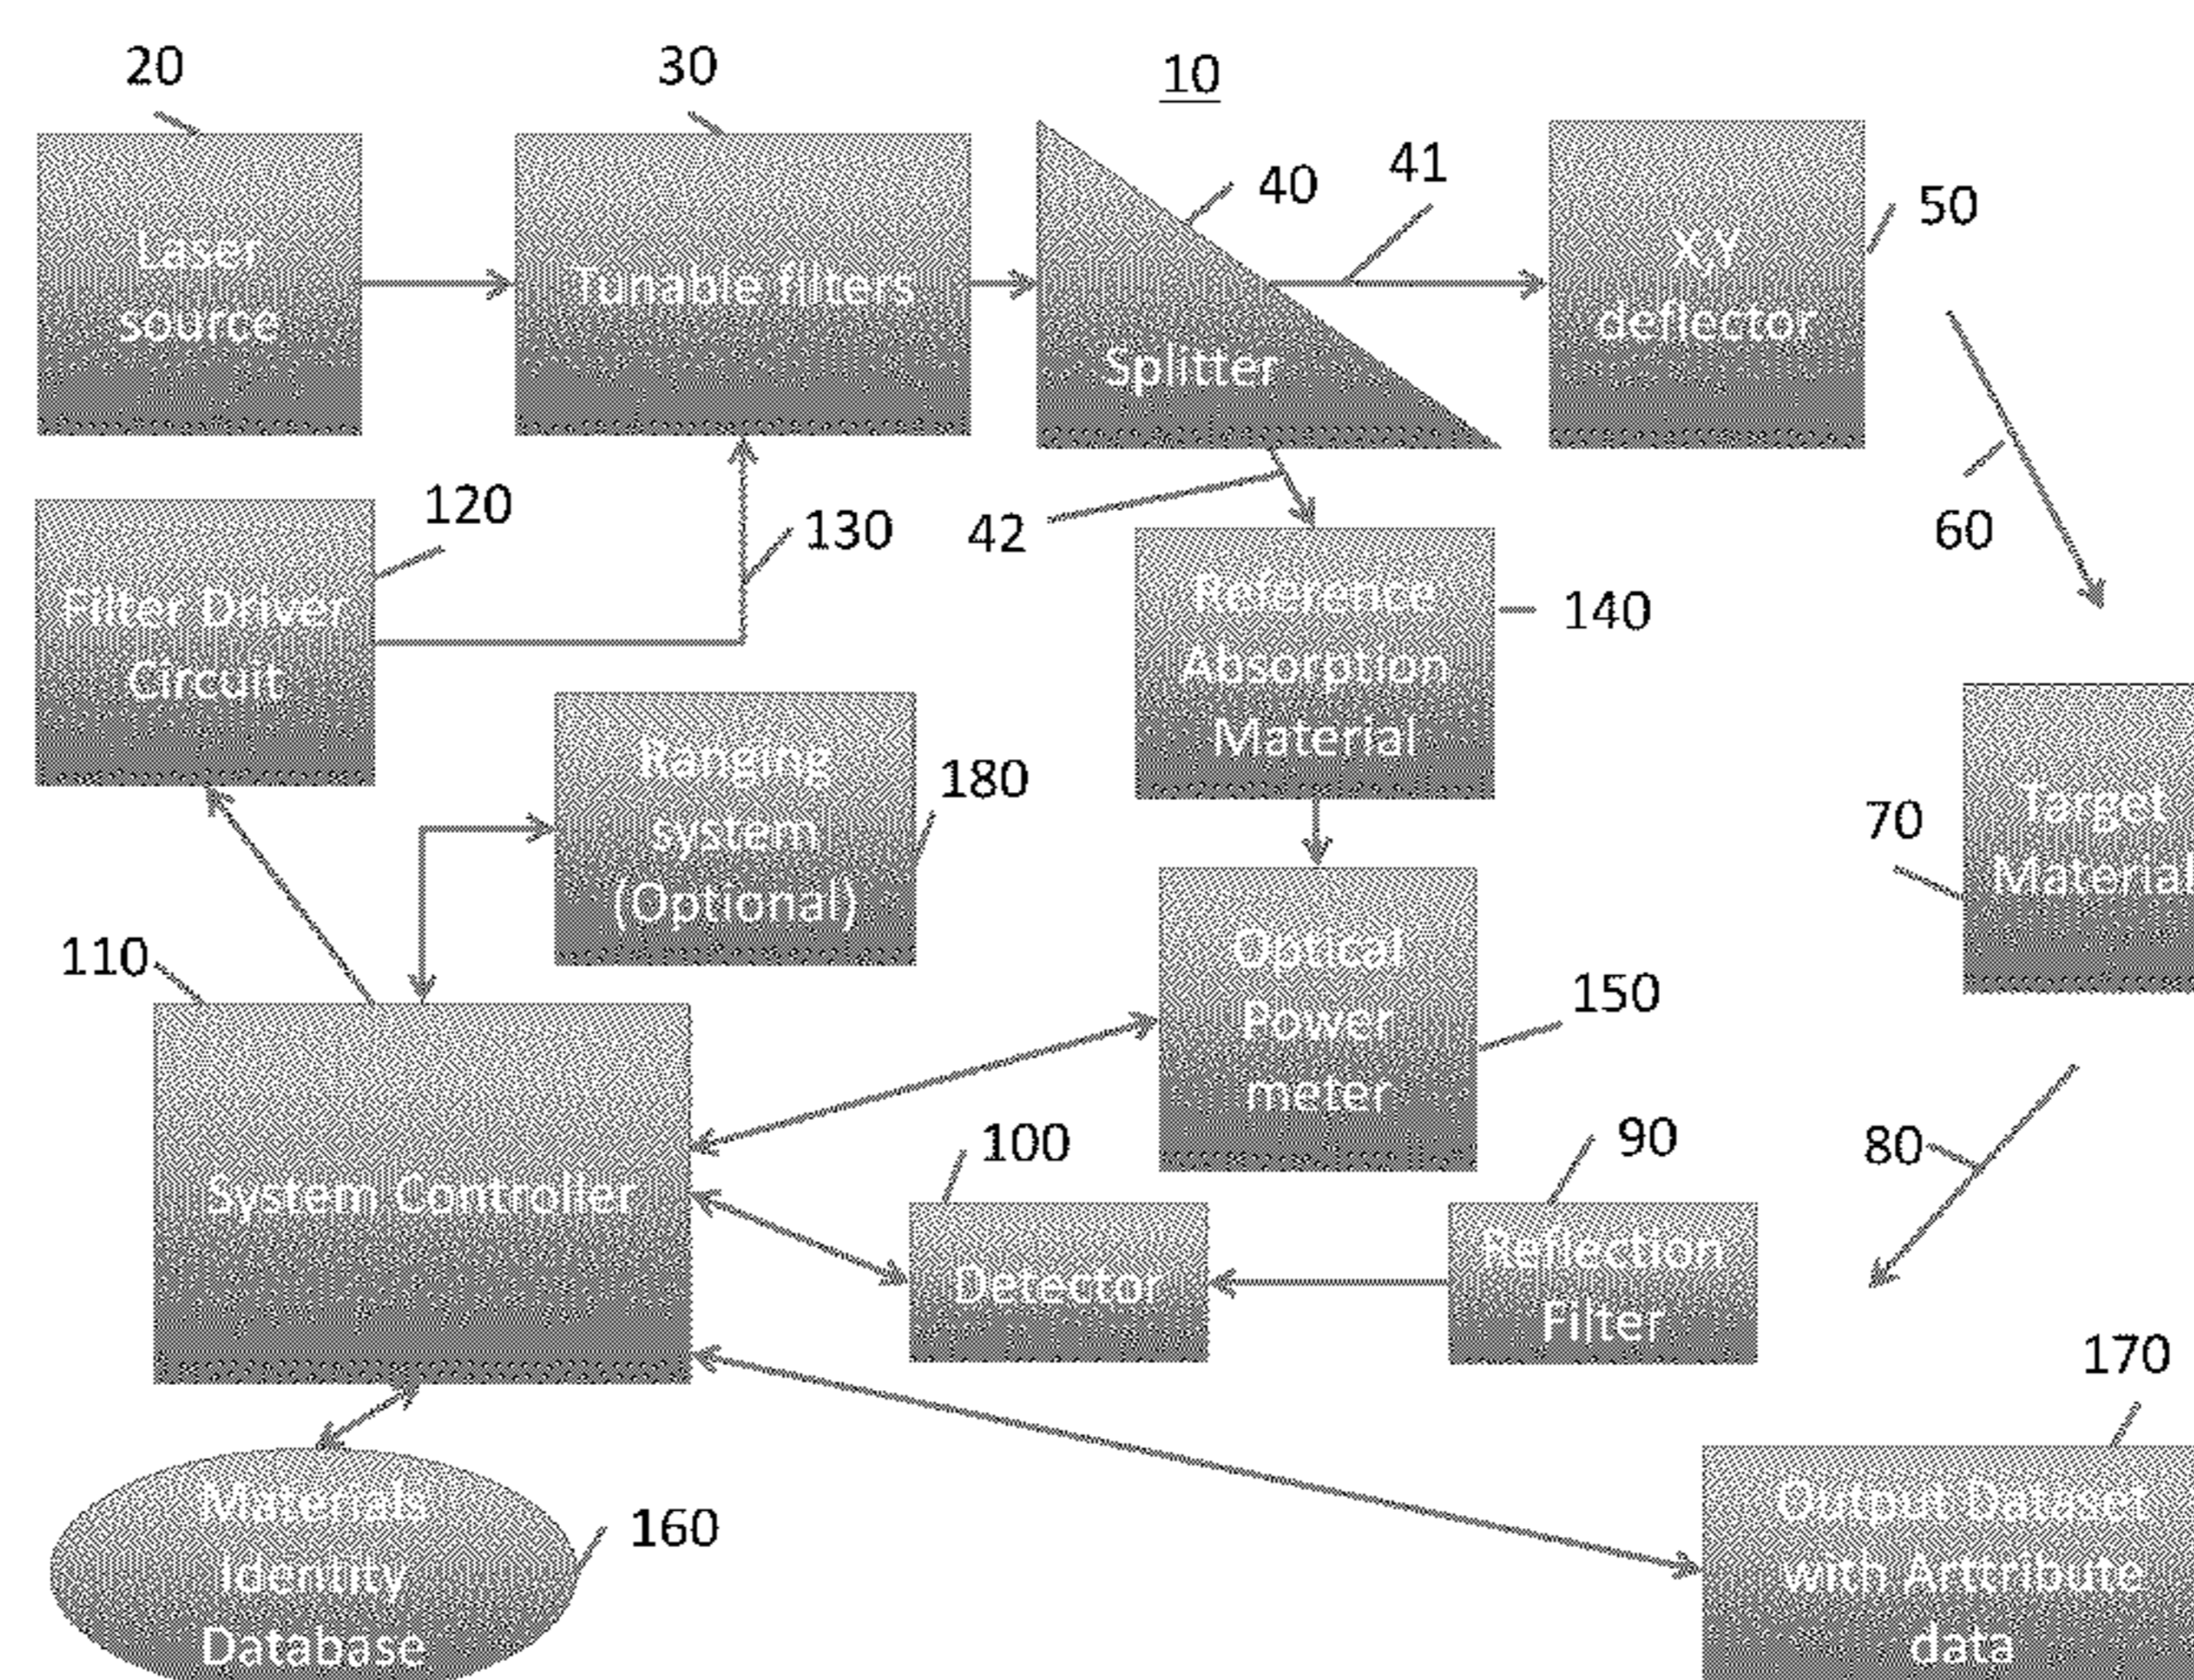 20
30
10
40
41
50
Laser
source
Tunable filters
Splitter
X,Y
deflector
60
120
130
42
Filter Driver
Circuit
Reference
Absorption
Material
140
Ranging
system
(Optional)
180
70
Target
Material
110
Optical
Power
meter
150
System Controller
100
Detector
90
Reflection
Filter
80
170
Materials
Identity
Database
160
Output Dataset
with Arttribute
data